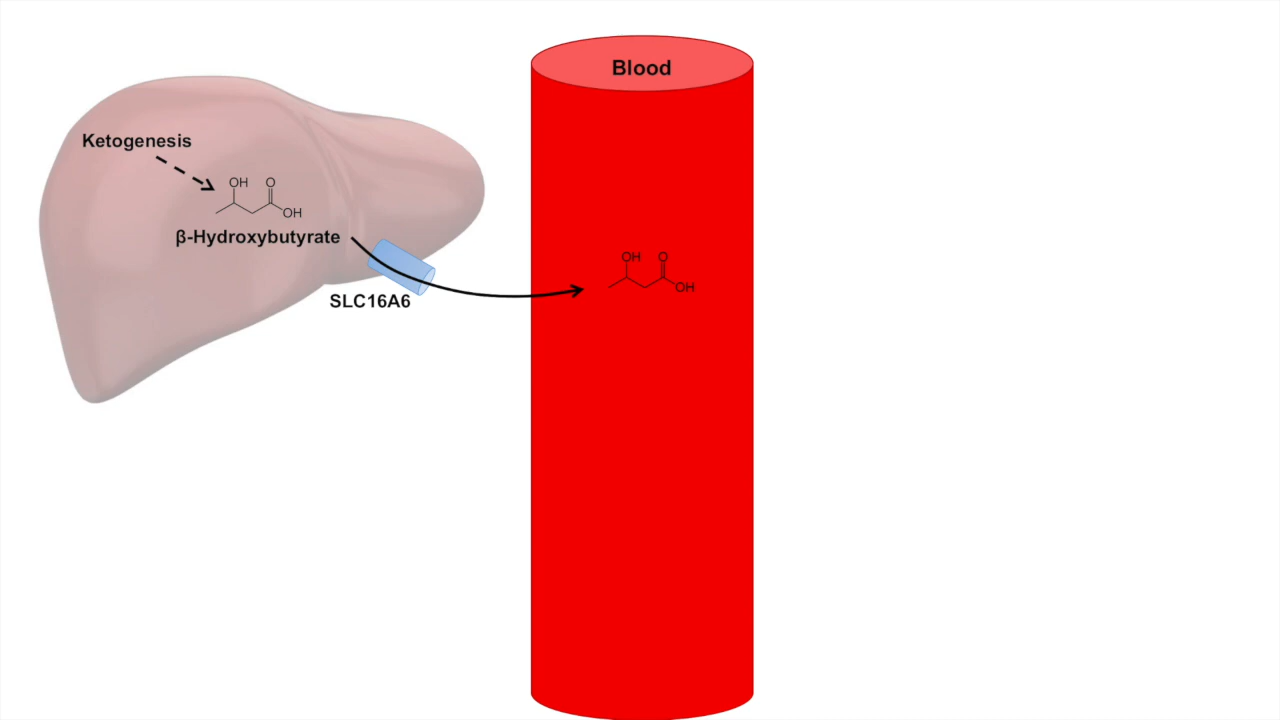 Blood
Ketogenesis
OH O
OH
β-Hydroxybutyrate
SLC16A6
OH O
OH